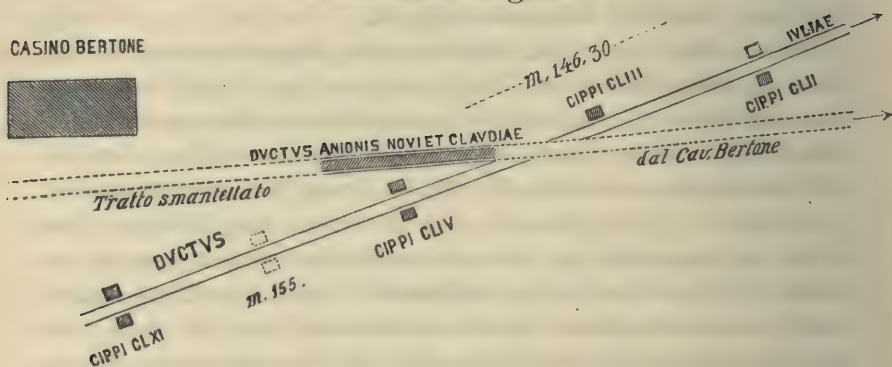 CASINO BERTONE
IVLIAE
m. 146. 30
CIPPI CLIII
CIPPI CLII
DVCTVS ANIONIS NOVI ET CLAVDIAE
dal Cav. Bertone
Tratto smantellato
DVCTVS
CIPPI CLIV
m. 155.
CIPPI CLXI